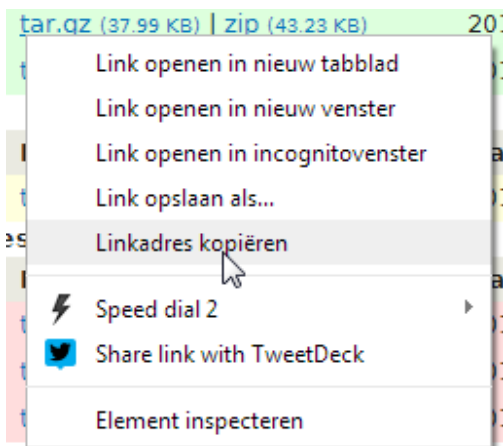 tar.gz (37.99 KB) | zip (43.23 KB) 20
Link openen in nieuw tabblad
Link openen in nieuw venster
Link openen in incognitovenster
Link opslaan als...
Linkadres kopiëren
Speed dial 2
Share link with TweetDeck
Element inspecteren